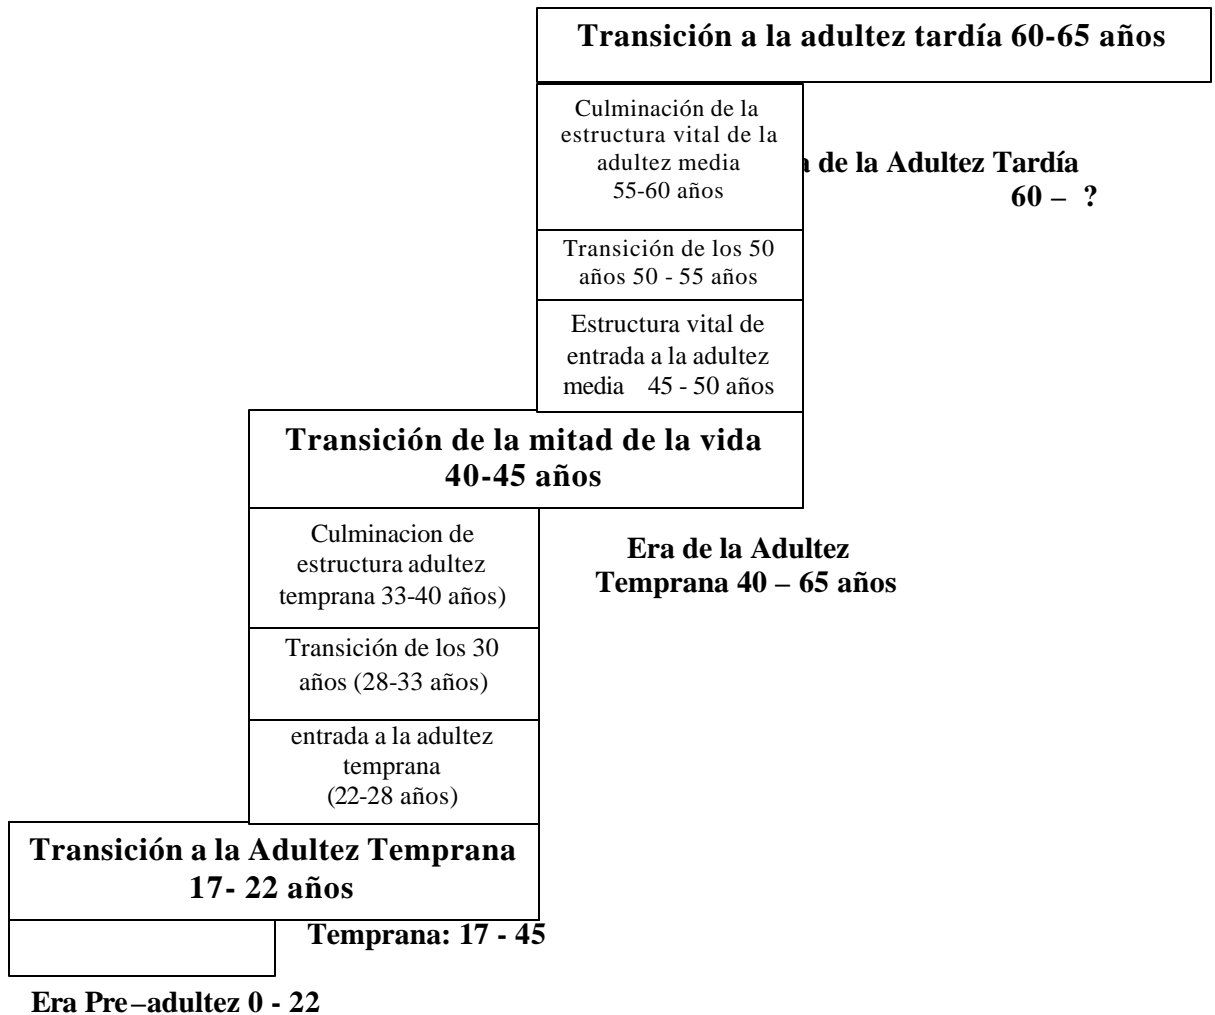 Transición a la adultez tardía 60-65 años
Culminación de la
estructura vital de la
adultez media
55-60 años
de la Adultez Tardía
60 – ?
Transición de los 50
años 50 - 55 años
Estructura vital de
entrada a la adultez
media 45 - 50 años
Transición de la mitad de la vida
40-45 años
Culminacion de
estructura adultez
temprana 33-40 años)
Era de la Adultez
Temprana 40 – 65 años
Transición de los 30
años (28-33 años)
entrada a la adultez
temprana
(22-28 años)
Transición a la Adultez Temprana
17- 22 años
Temprana: 17 - 45
Era Pre–adultez 0 - 22